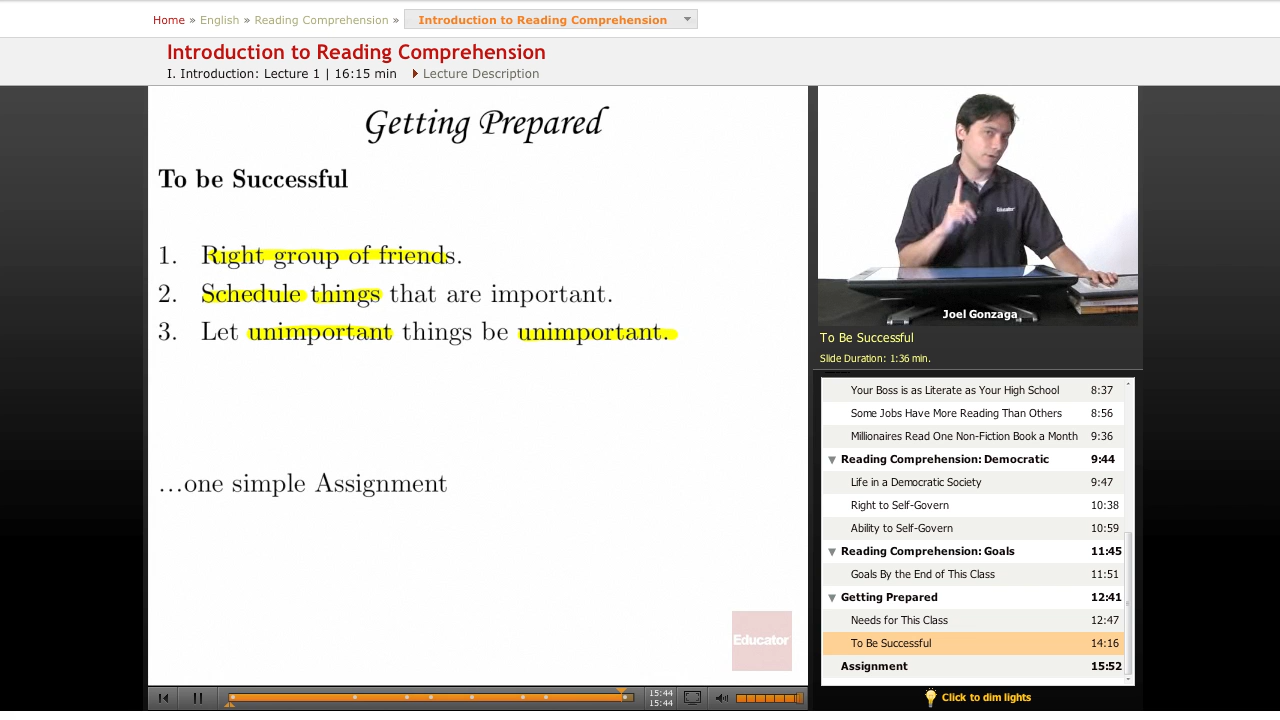 Home » English » Reading Comprehension » Introduction to Reading Comprehension
Introduction to Reading Comprehension
I. Introduction: Lecture 1 | 16:15 min Lecture Description
Getting Prepared
To be Successful
1. Right group of friends.
2. Schedule things that are important.
3. Let unimportant things be unimportant.
...one simple Assignment
Educator
15:44
15:44
Educator
Joel Gonzaga
To Be Successful
Slide Duration: 1:36 min.
Your Boss is as Literate as Your High School 8:37
Some Jobs Have More Reading Than Others 8:56
Millionaires Read One Non-Fiction Book a Month 9:36
Reading Comprehension: Democratic 9:44
Life in a Democratic Society 9:47
Right to Self-Govern 10:38
Ability to Self-Govern 10:59
Reading Comprehension: Goals 11:45
Goals By the End of This Class 11:51
Getting Prepared 12:41
Needs for This Class 12:47
To Be Successful 14:16
Assignment 15:52
Click to dim lights